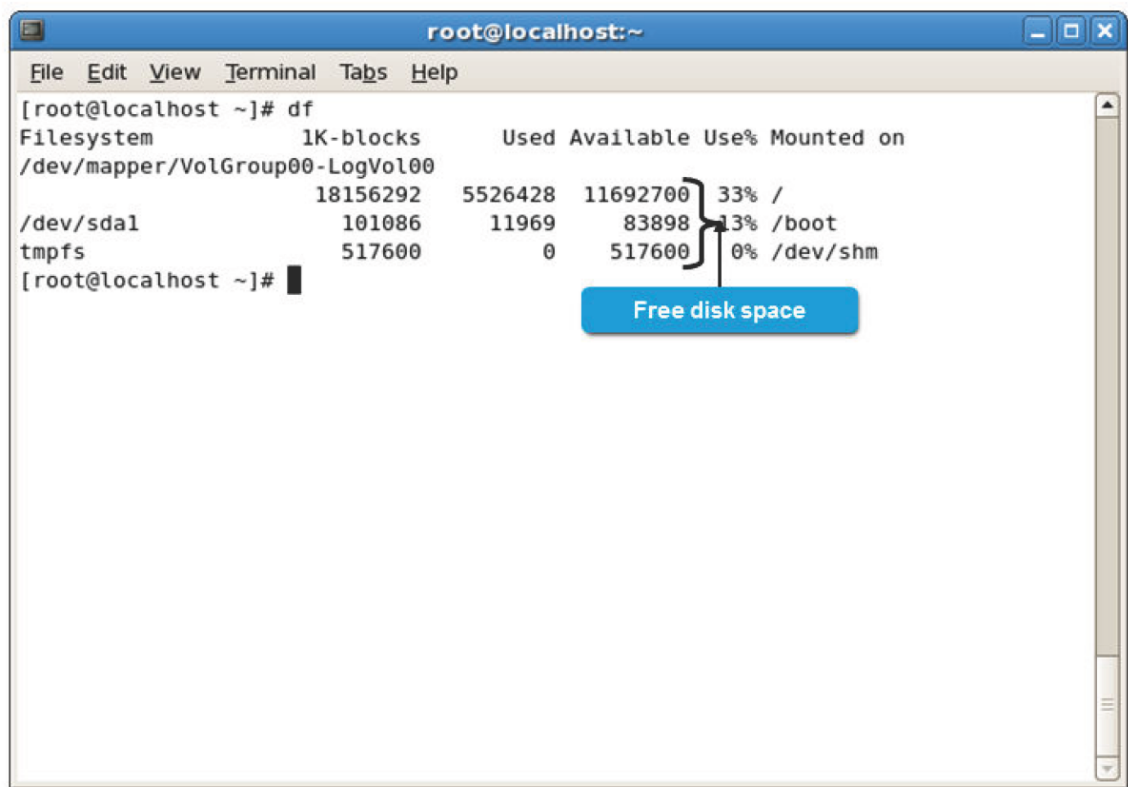 root@localhost:~
File Edit View Terminal Tabs Help
[root@localhost ~]# df
Filesystem 1K-blocks Used Available Use% Mounted on
/dev/mapper/VolGroup00-LogVol00
18156292 5526428 11692700 33% /
/dev/sda1 101086 11969 83898 13% /boot
tmpfs 517600 0 517600 0% /dev/shm
[root@localhost ~]#
Free disk space